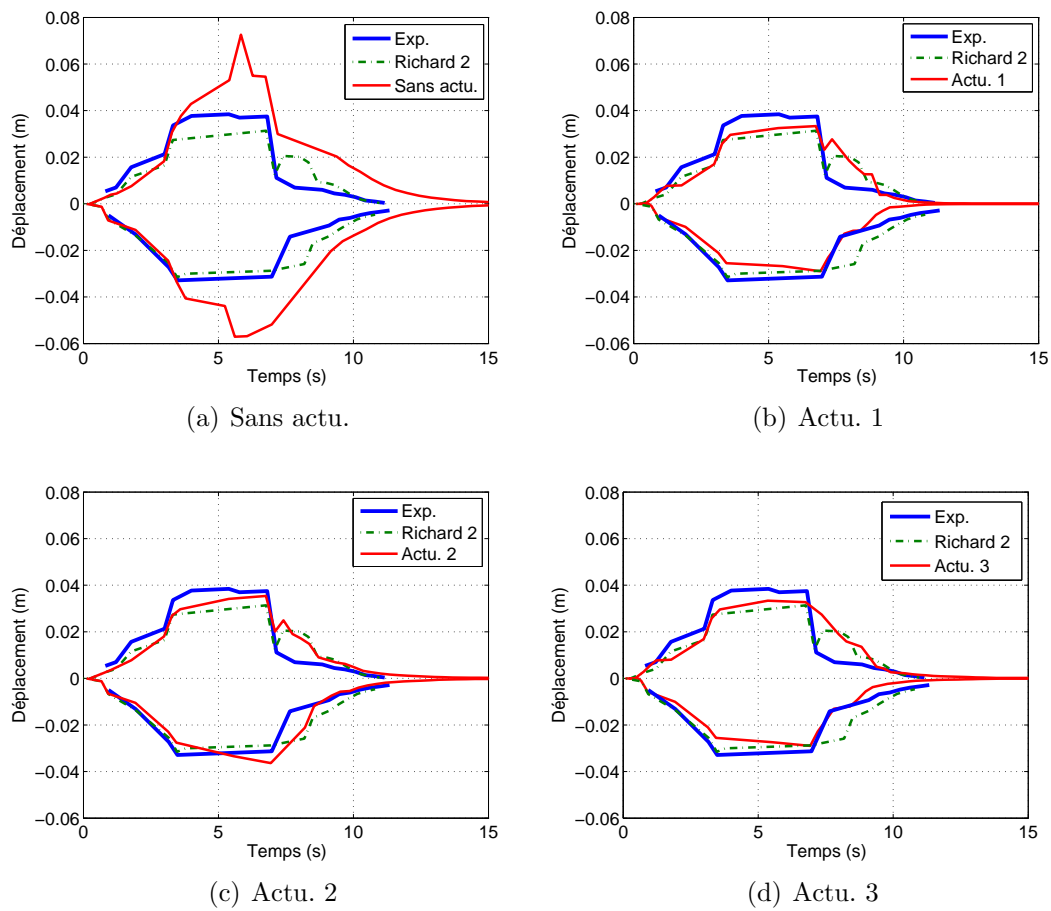 0.08
0.06
0.04
0.02
0
−0.02
−0.04
−0.06
Déplacement (m)
Exp.
Richard 2
Sans actu.
0 5 10 15
Temps (s)
(a) Sans actu.
0.08
0.06
0.04
0.02
0
−0.02
−0.04
−0.06
Déplacement (m)
Exp.
Richard 2
Actu. 1
0 5 10 15
Temps (s)
(b) Actu. 1
0.08
0.06
0.04
0.02
0
−0.02
−0.04
−0.06
Déplacement (m)
Exp.
Richard 2
Actu. 2
0 5 10 15
Temps (s)
(c) Actu. 2
0.08
0.06
0.04
0.02
0
−0.02
−0.04
−0.06
Déplacement (m)
Exp.
Richard 2
Actu. 3
0 5 10 15
Temps (s)
(d) Actu. 3